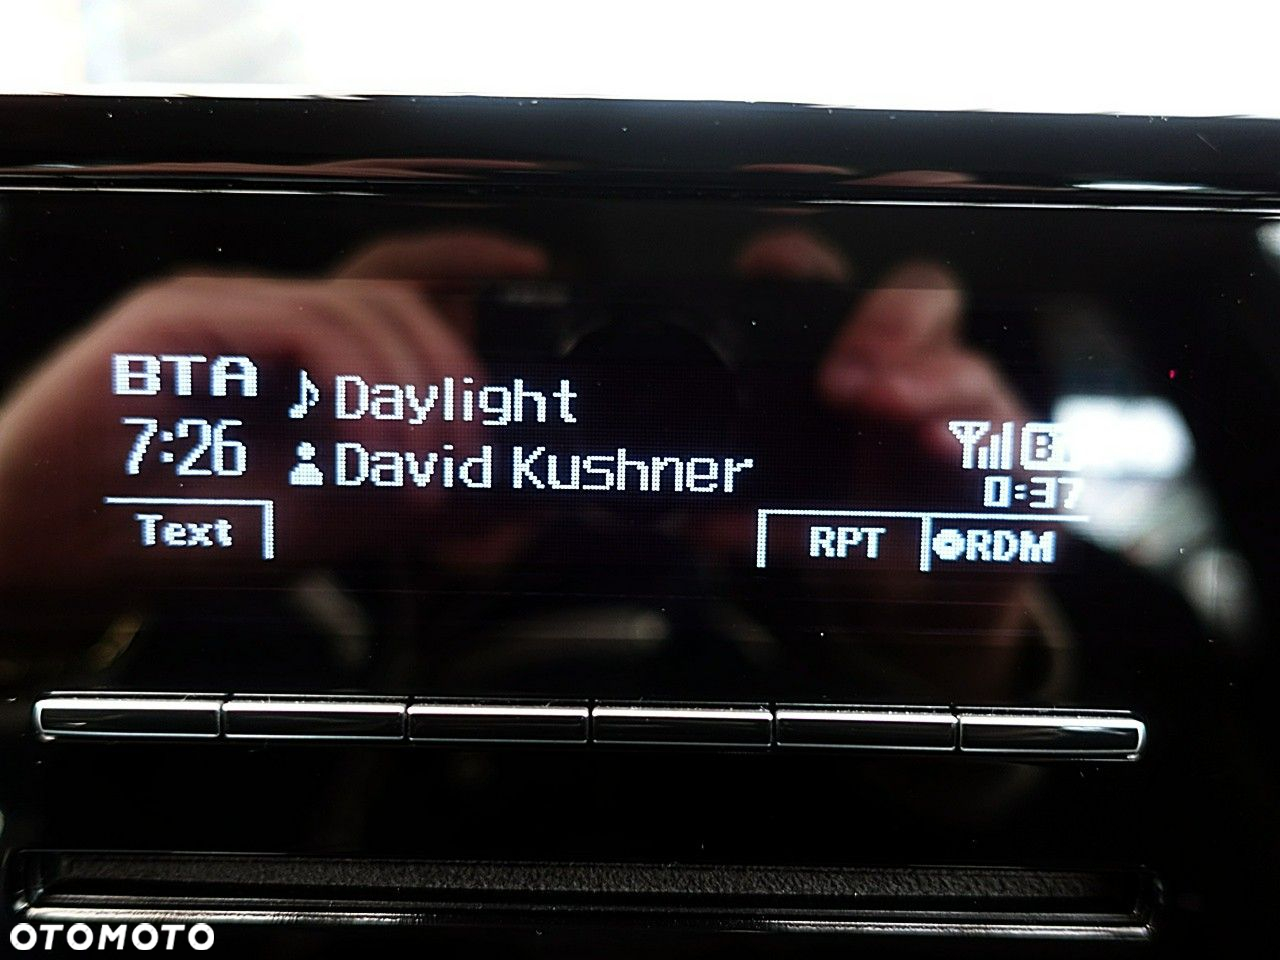 BTA
Daylight
7:26
David Kushner
0:37
Text
RPT
RDM
OTOMOTO